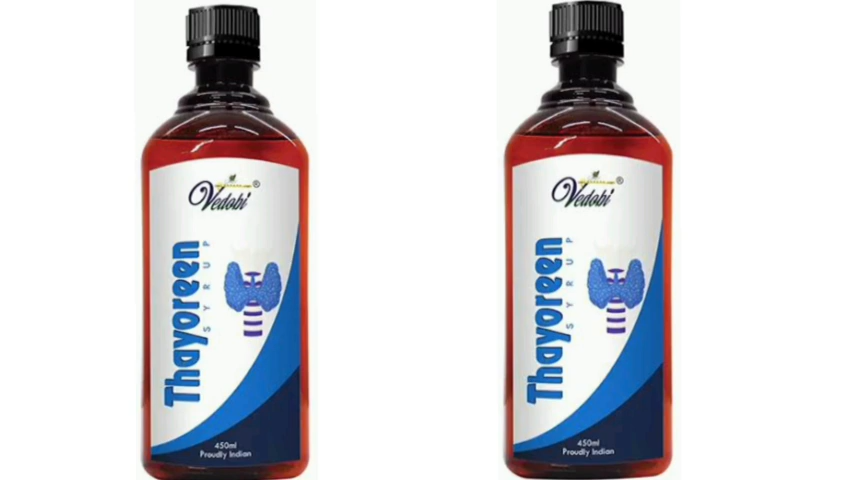 Vedobi®
Thayoreen
SYRUP
450ml
Proudly Indian
Vedobi®
Thayoreen
SYRUP
450ml
Proudly Indian